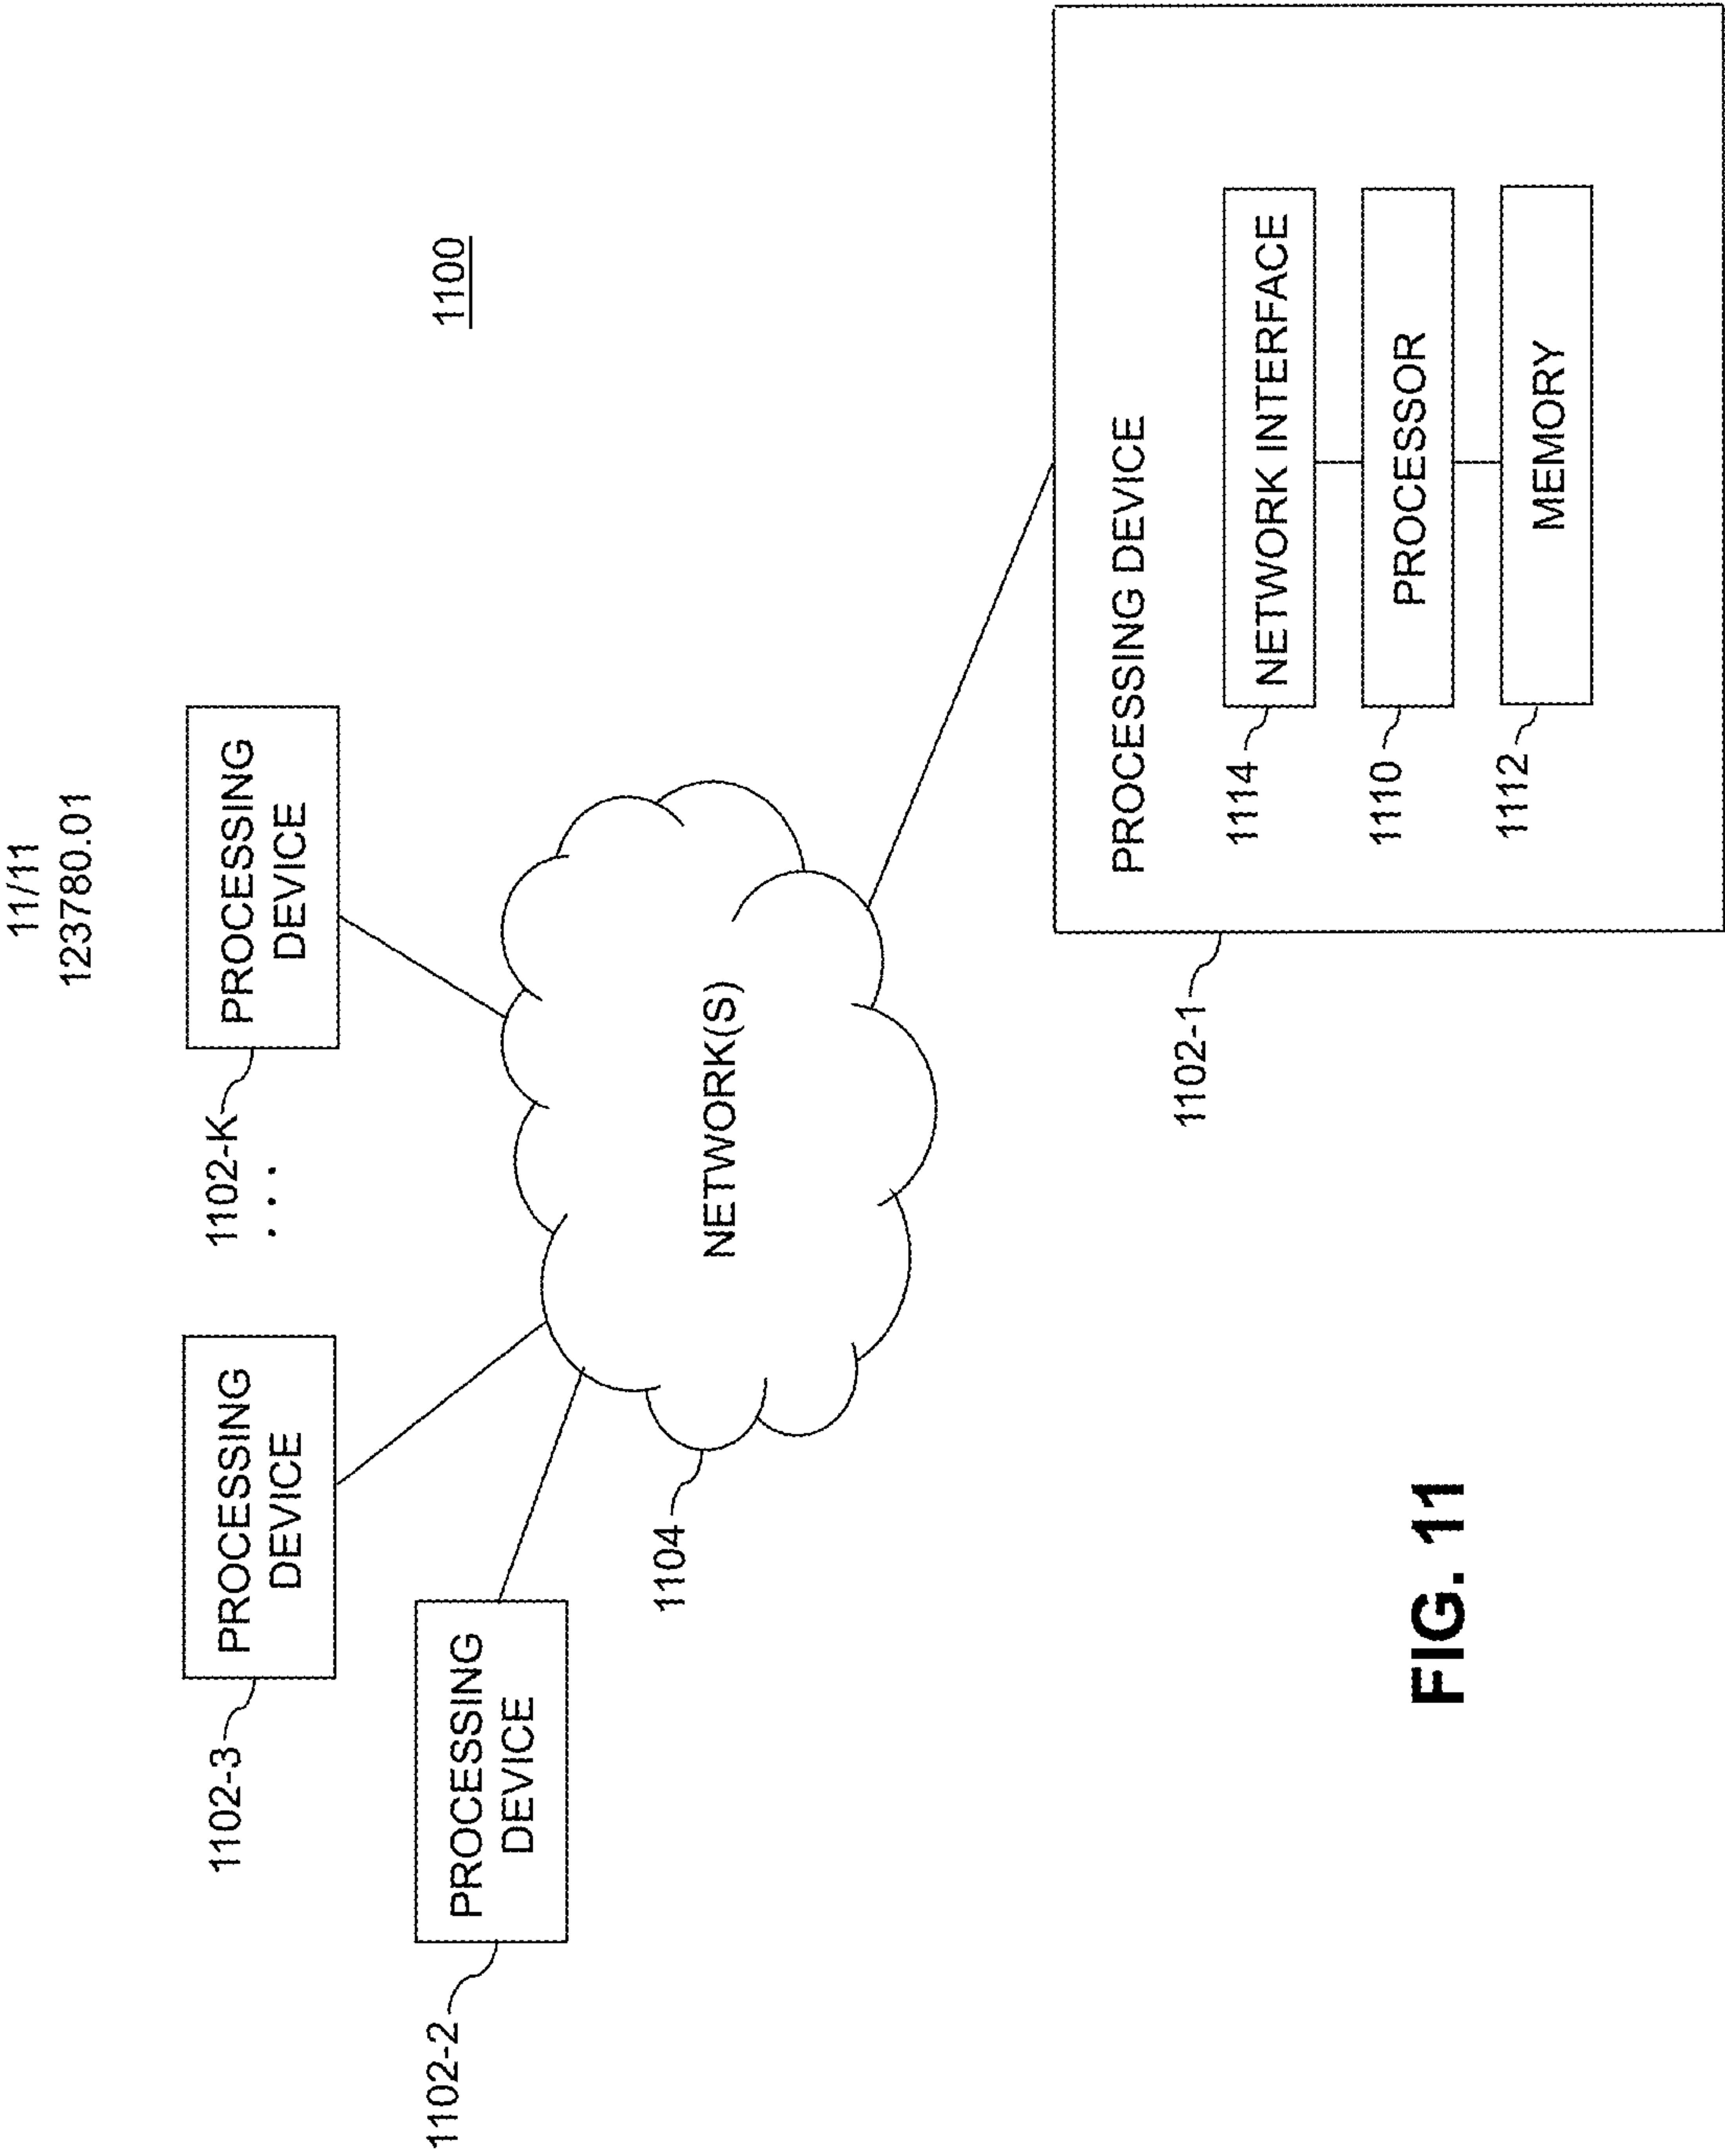 11/11
123780.01
1100
1102-2
PROCESSING
DEVICE
1102-3
PROCESSING
DEVICE
. . .
1102-K
PROCESSING
DEVICE
1104
NETWORK(S)
1102-1
PROCESSING DEVICE
1114
NETWORK INTERFACE
1110
PROCESSOR
1112
MEMORY
FIG. 11